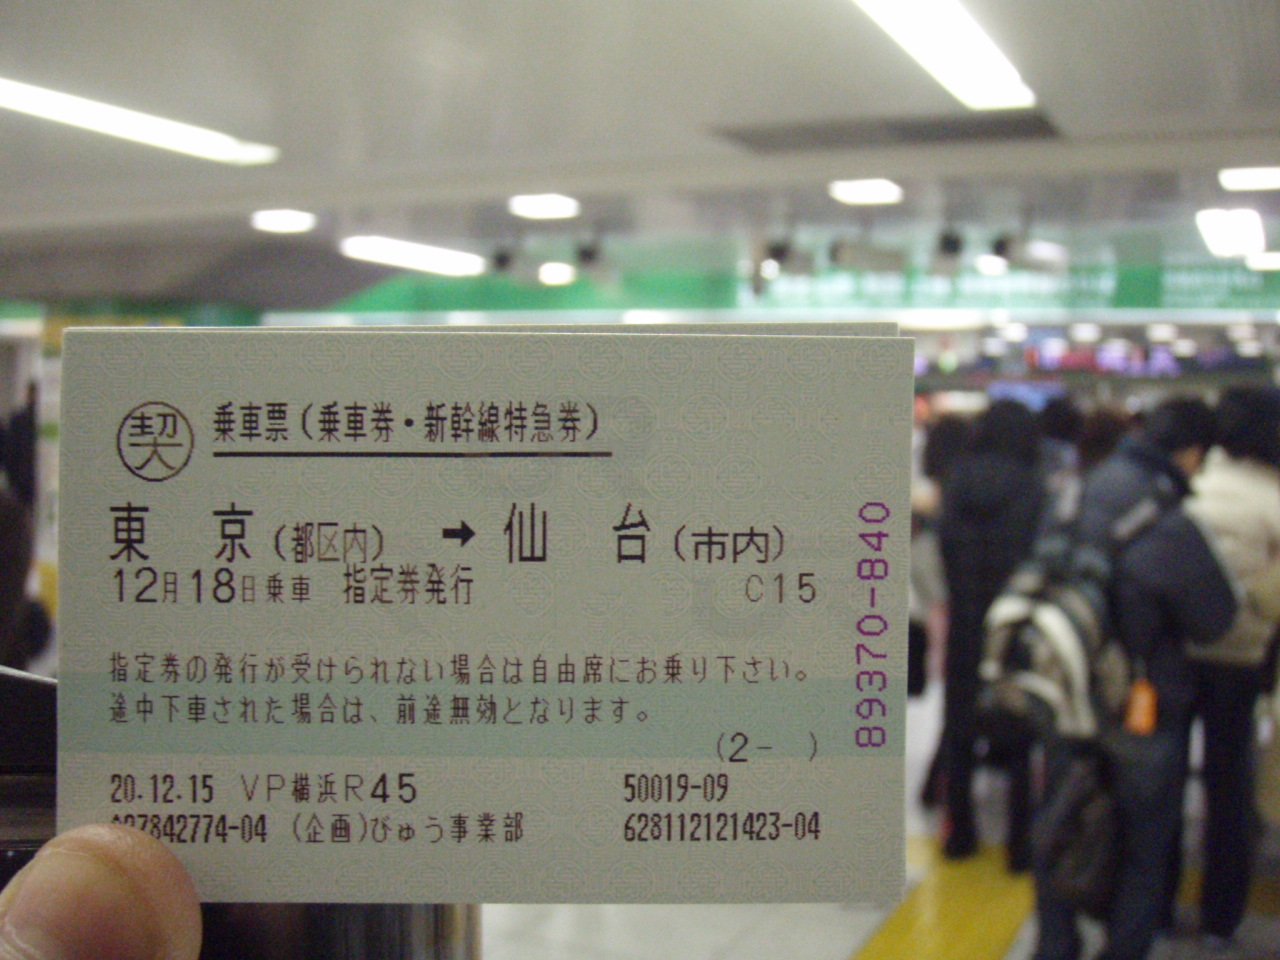 契 乗車票(乗車券・新幹線特急券)
東京(都区内) ➡ 仙台(市内)
12月18日乗車 指定券発行 C15
指定券の発行が受けられない場合は自由席にお乗り下さい。
途中下車された場合は、前途無効となります。
(2- )
20.12.15 VP横浜R45 50019-09
27842774-04 (企画)びゅう事業部 628112121423-04
89370-840